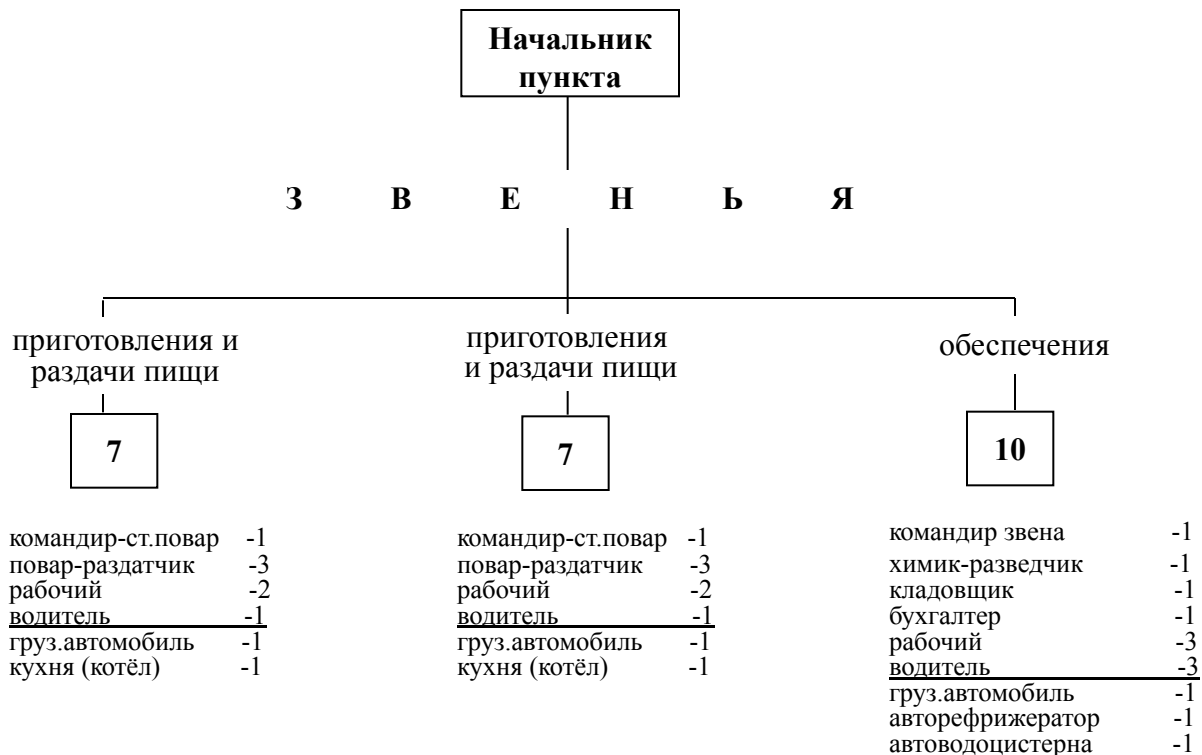 Начальник
пункта
З В Е Н Ь Я
приготовления и
раздачи пищи
7
командир-ст.повар -1
повар-раздатчик -3
рабочий -2
водитель -1
груз.автомобиль -1
кухня (котёл) -1
приготовления
и раздачи пищи
7
командир-ст.повар -1
повар-раздатчик -3
рабочий -2
водитель -1
груз.автомобиль -1
кухня (котёл) -1
обеспечения
10
командир звена -1
химик-разведчик -1
кладовщик -1
бухгалтер -1
рабочий -3
водитель -3
груз.автомобиль -1
авторефрижератор -1
автоводоцистерна -1